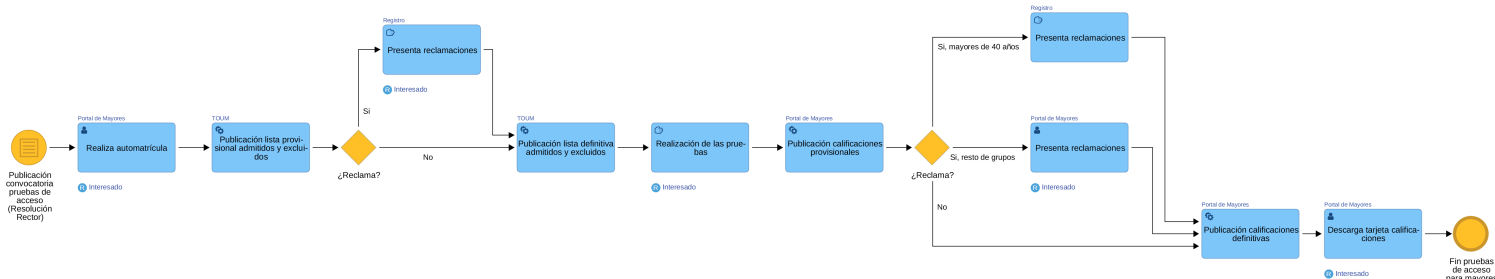 Publicación
convocatoria
pruebas de
acceso
(Resolución
Rector)
Portal de Mayores
Realiza automatrícula
R Interesado
TOUM
Publicación lista provi-
sional admitidos y exclui-
dos
¿Reclama?
Si
No
Registro
Presenta reclamaciones
R Interesado
TOUM
Publicación lista definitiva
admitidos y excluidos
Realización de las prue-
bas
R Interesado
Portal de Mayores
Publicación calificaciones
provisionales
¿Reclama?
Si, mayores de 40 años
Si, resto de grupos
No
Registro
Presenta reclamaciones
Portal de Mayores
Presenta reclamaciones
R Interesado
Portal de Mayores
Publicación calificaciones
definitivas
Portal de Mayores
Descarga tarjeta califica-
ciones
R Interesado
Fin pruebas
de acceso
para mayores